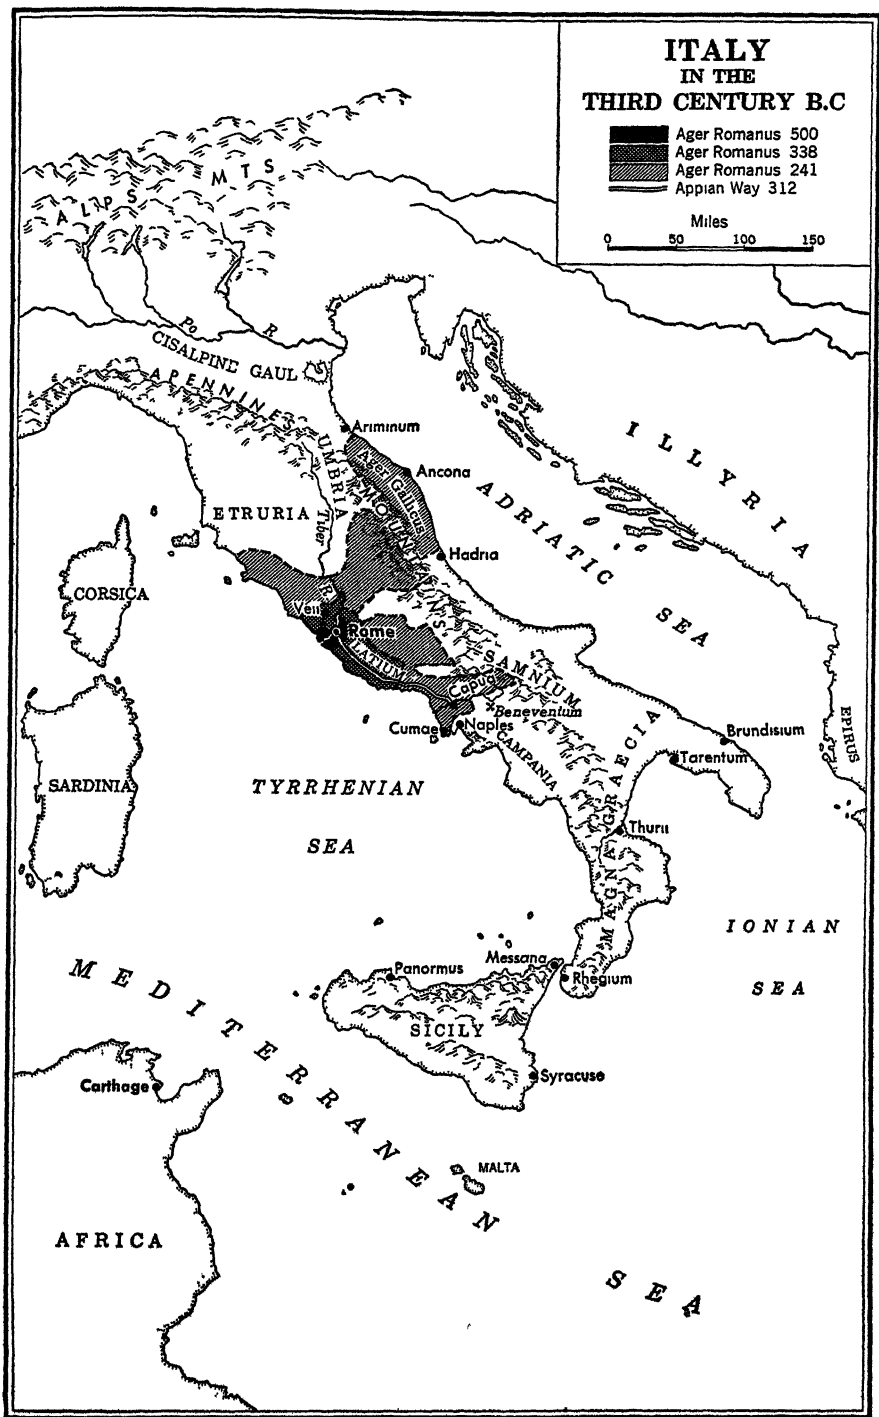 ITALY
IN THE
THIRD CENTURY B.C
Ager Romanus 500
Ager Romanus 338
Ager Romanus 241
Appian Way 312
Miles
0 50 100 150
ALPS MTS
Po R
CISALPINE GAUL
APENNINES
MOUNTAINS
Ariminum
UMBRIA
Ager Gallicus
Ancona
ILLYRIA
ADRIATIC
SEA
ETRURIA
Tiber
R
Hadria
CORSICA
Veii
Rome
LATIUM
SAMNIUM
Capua
Beneventum
Cumae
Naples
CAMPANIA
Brundisium
EPIRUS
Tarentum
SARDINIA
TYRRHENIAN
SEA
MAGNA GRAECIA
Thurii
IONIAN
SEA
Messana
Rhegium
Panormus
SICILY
Syracuse
MEDITERRANEAN
SEA
Carthage
MALTA
AFRICA